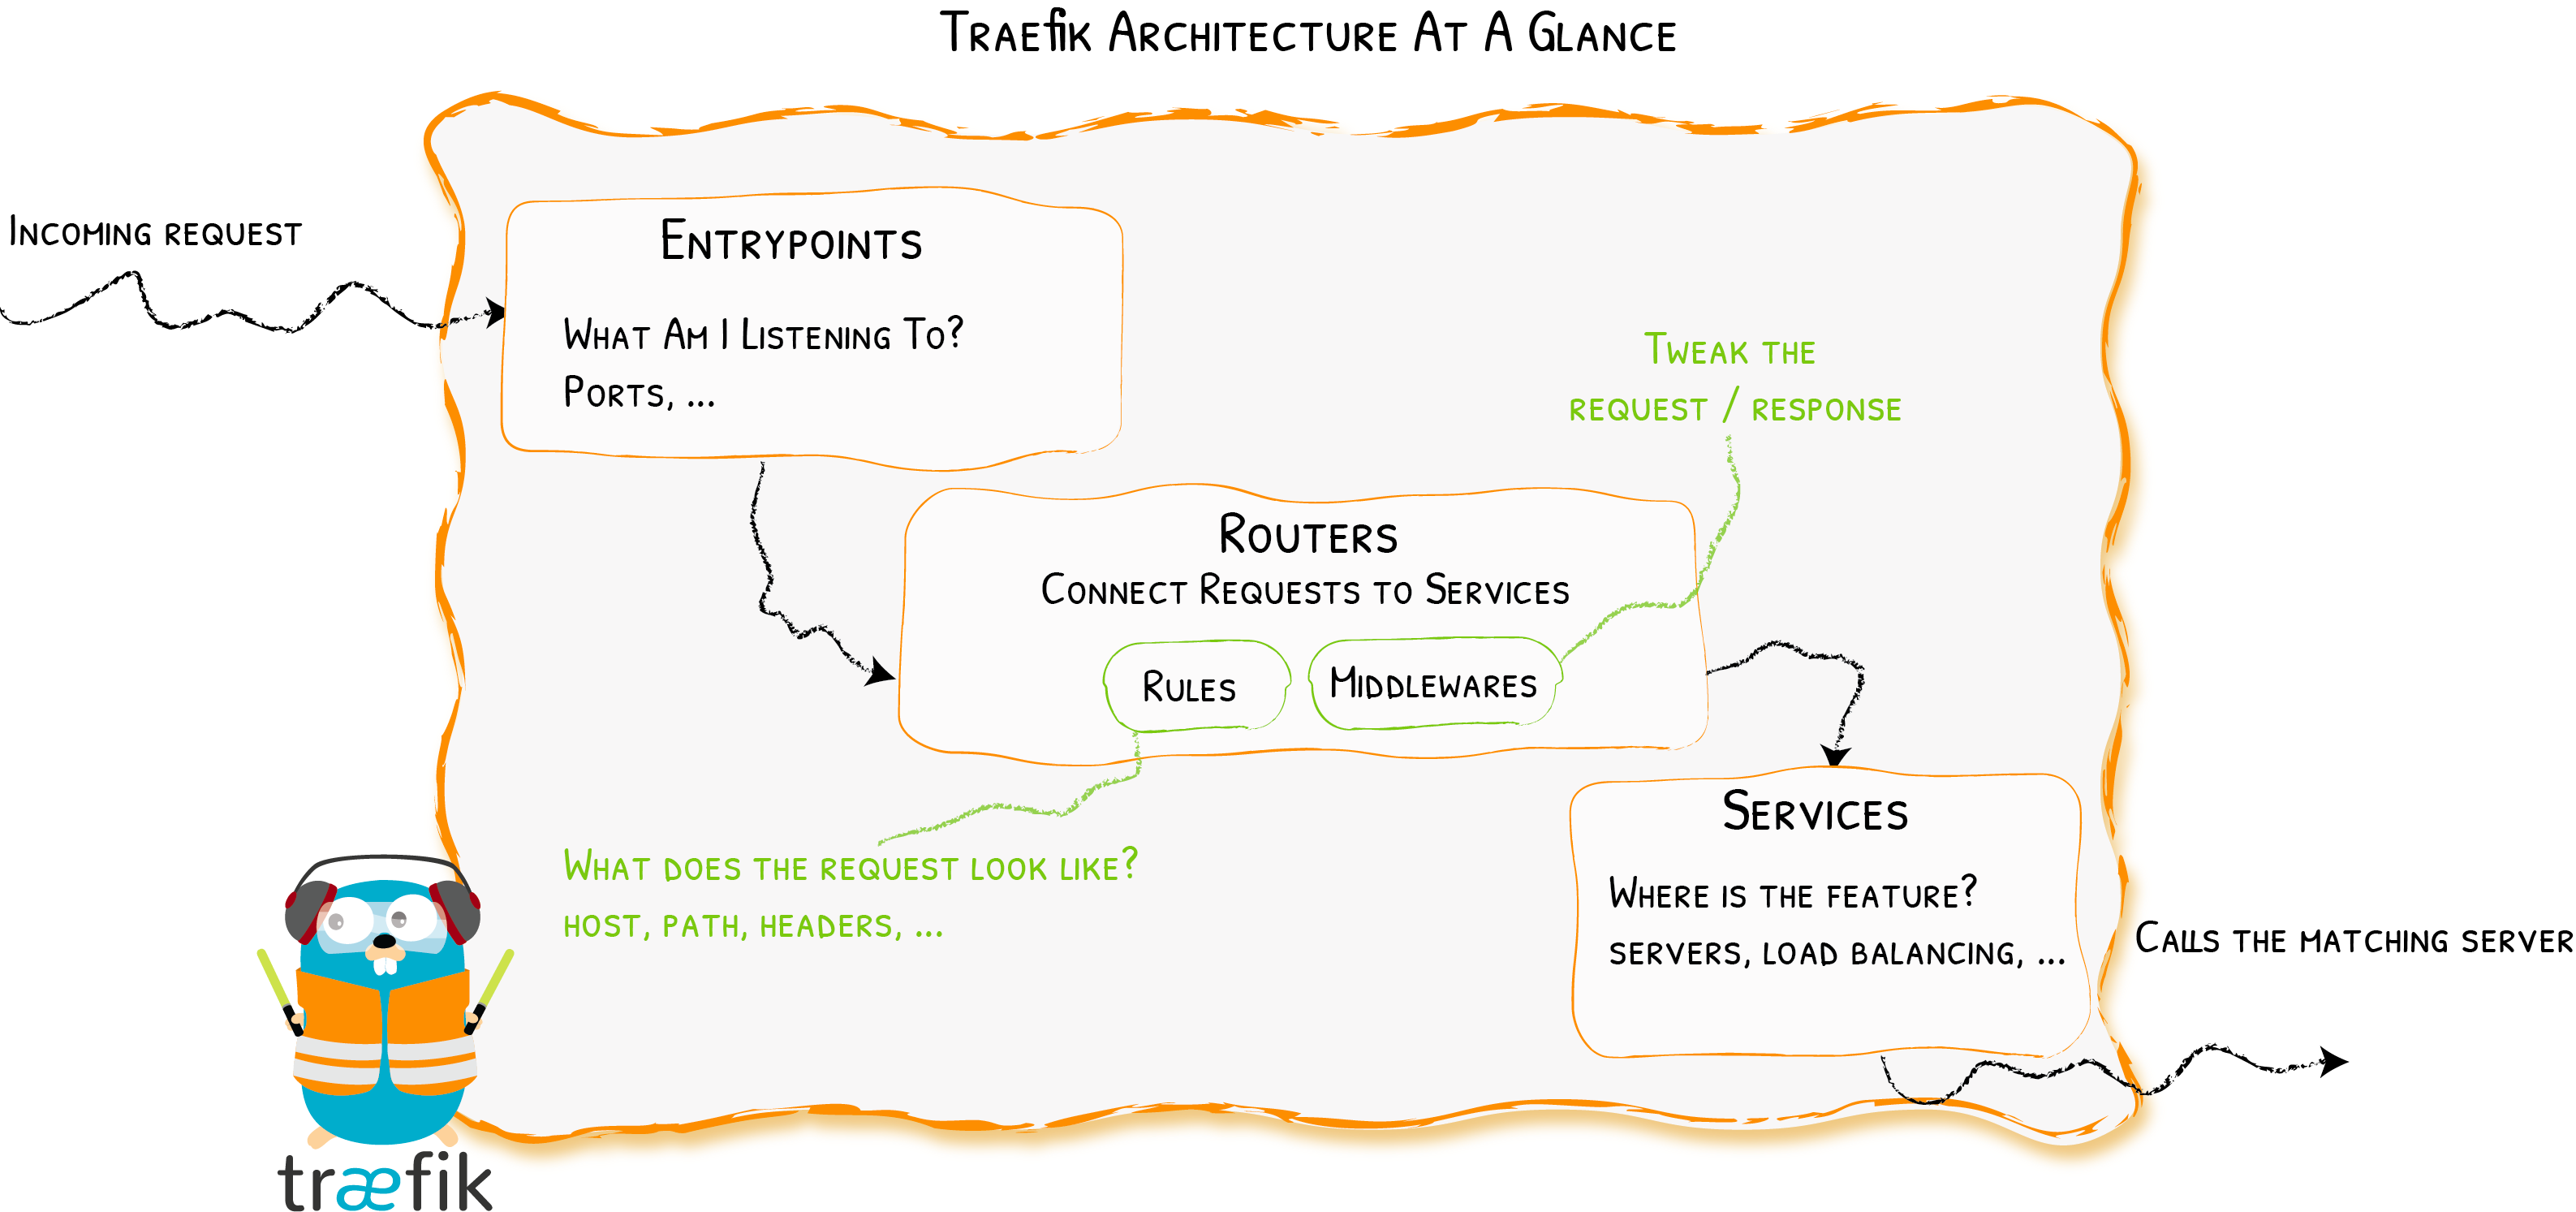 Traefik Architecture At A Glance
Incoming request
Entrypoints
What Am I Listening To?
Ports, ...
Tweak the
request / response
Routers
Connect Requests to Services
Rules
Middlewares
What does the request look like?
host, path, headers, ...
Services
Where is the feature?
servers, load balancing, ...
Calls the matching server
træfik